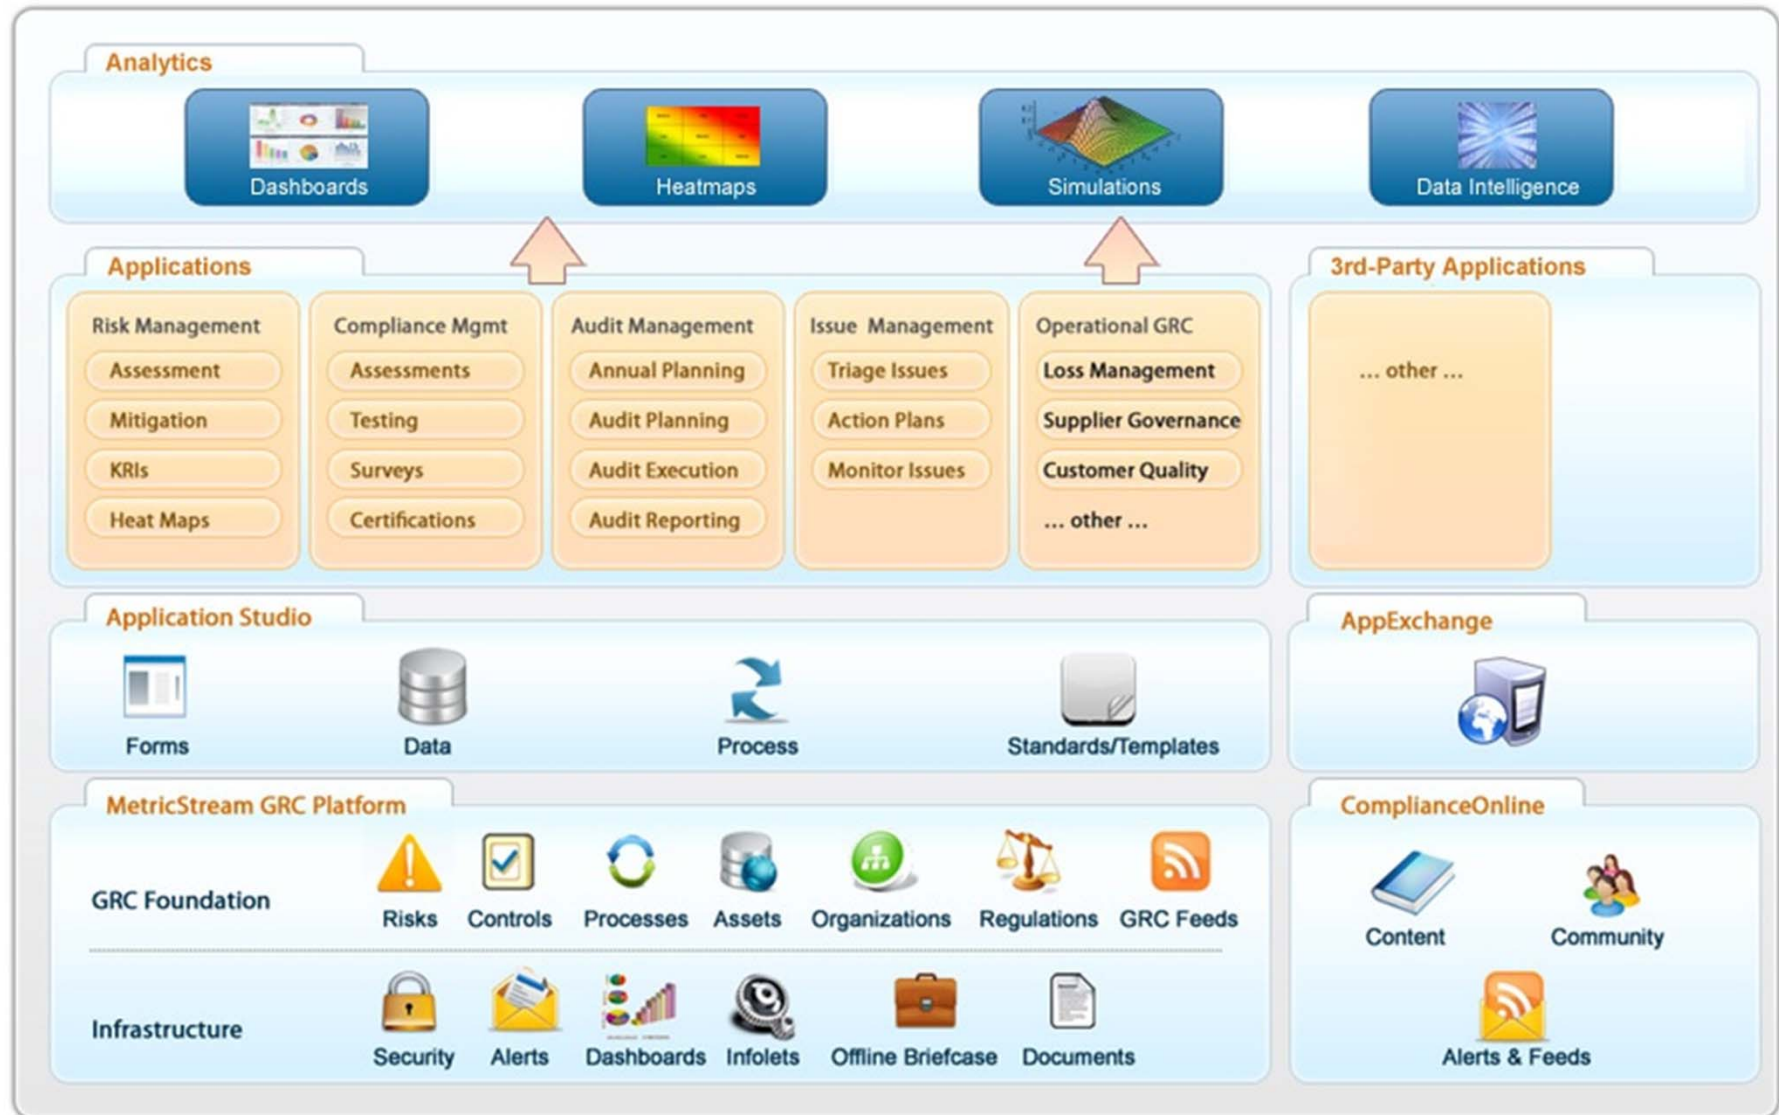 Analytics
Dashboards
Heatmaps
Simulations
Data Intelligence
Applications
Risk Management
Assessment
Mitigation
KRIs
Heat Maps
Compliance Mgmt
Assessments
Testing
Surveys
Certifications
Audit Management
Annual Planning
Audit Planning
Audit Execution
Audit Reporting
Issue Management
Triage Issues
Action Plans
Monitor Issues
Operational GRC
Loss Management
Supplier Governance
Customer Quality
... other ...
3rd-Party Applications
... other ...
Application Studio
Forms
Data
Process
Standards/Templates
AppExchange
MetricStream GRC Platform
GRC Foundation
Risks
Controls
Processes
Assets
Organizations
Regulations
GRC Feeds
Infrastructure
Security
Alerts
Dashboards
Infolets
Offline Briefcase
Documents
ComplianceOnline
Content
Community
Alerts & Feeds